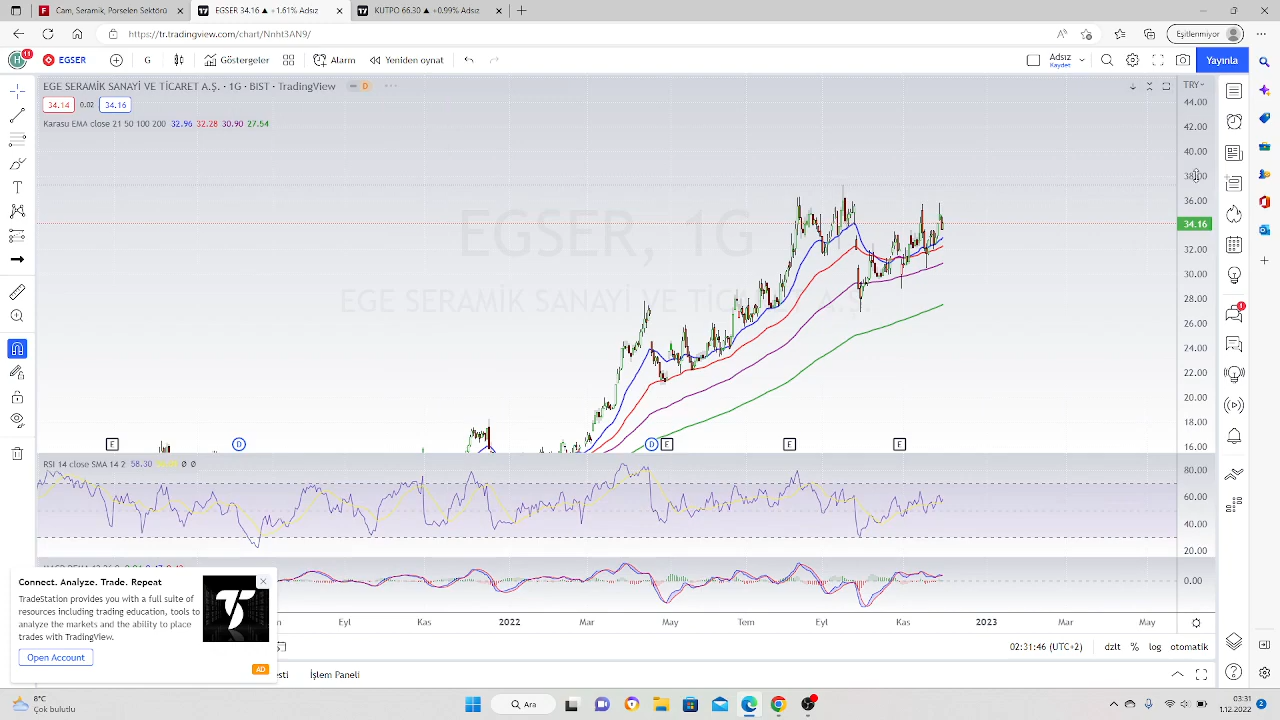 Cam, Seramik, Porselen Sektörü
EGSER 34.16 ▲ +1.61% Adsız
KUTPO 66.30 ▲ +0.99% Adsız
https://tr.tradingview.com/chart/Nnht3AN9/
Eşitlenmiyor
H
11
EGSER
G
Göstergeler
Alarm
Yeniden oynat
Adsız
Kaydet
Yayınla
EGE SERAMİK SANAYİ VE TİCARET A.Ş. · 1G · BIST · TradingView
D
TRY
34.14
0.02
34.16
Karasu EMA close 21 50 100 200 32.96 32.28 30.90 27.54
EGSER, 1G
EGE SERAMİK SANAYİ VE TİCARET A.Ş.
44.00
42.00
40.00
38.00
36.00
34.16
32.00
30.00
28.00
26.00
24.00
22.00
20.00
18.00
16.00
E
D
D
E
E
E
RSI 14 close SMA 14 2 58.30
80.00
60.00
40.00
20.00
0.00
Connect. Analyze. Trade. Repeat
TradeStation provides you with a full suite of
resources including trading education, tools to
analyze the markets and the ability to place
trades with TradingView.
Open Account
AD
Eyl
Kas
2022
Mar
May
Tem
Eyl
Kas
2023
Mar
May
02:31:46 (UTC+2)
dzlt
%
log
otomatik
İşlem Paneli
8°C
Çok bulutlu
Ara
03:31
1.12.2022
2